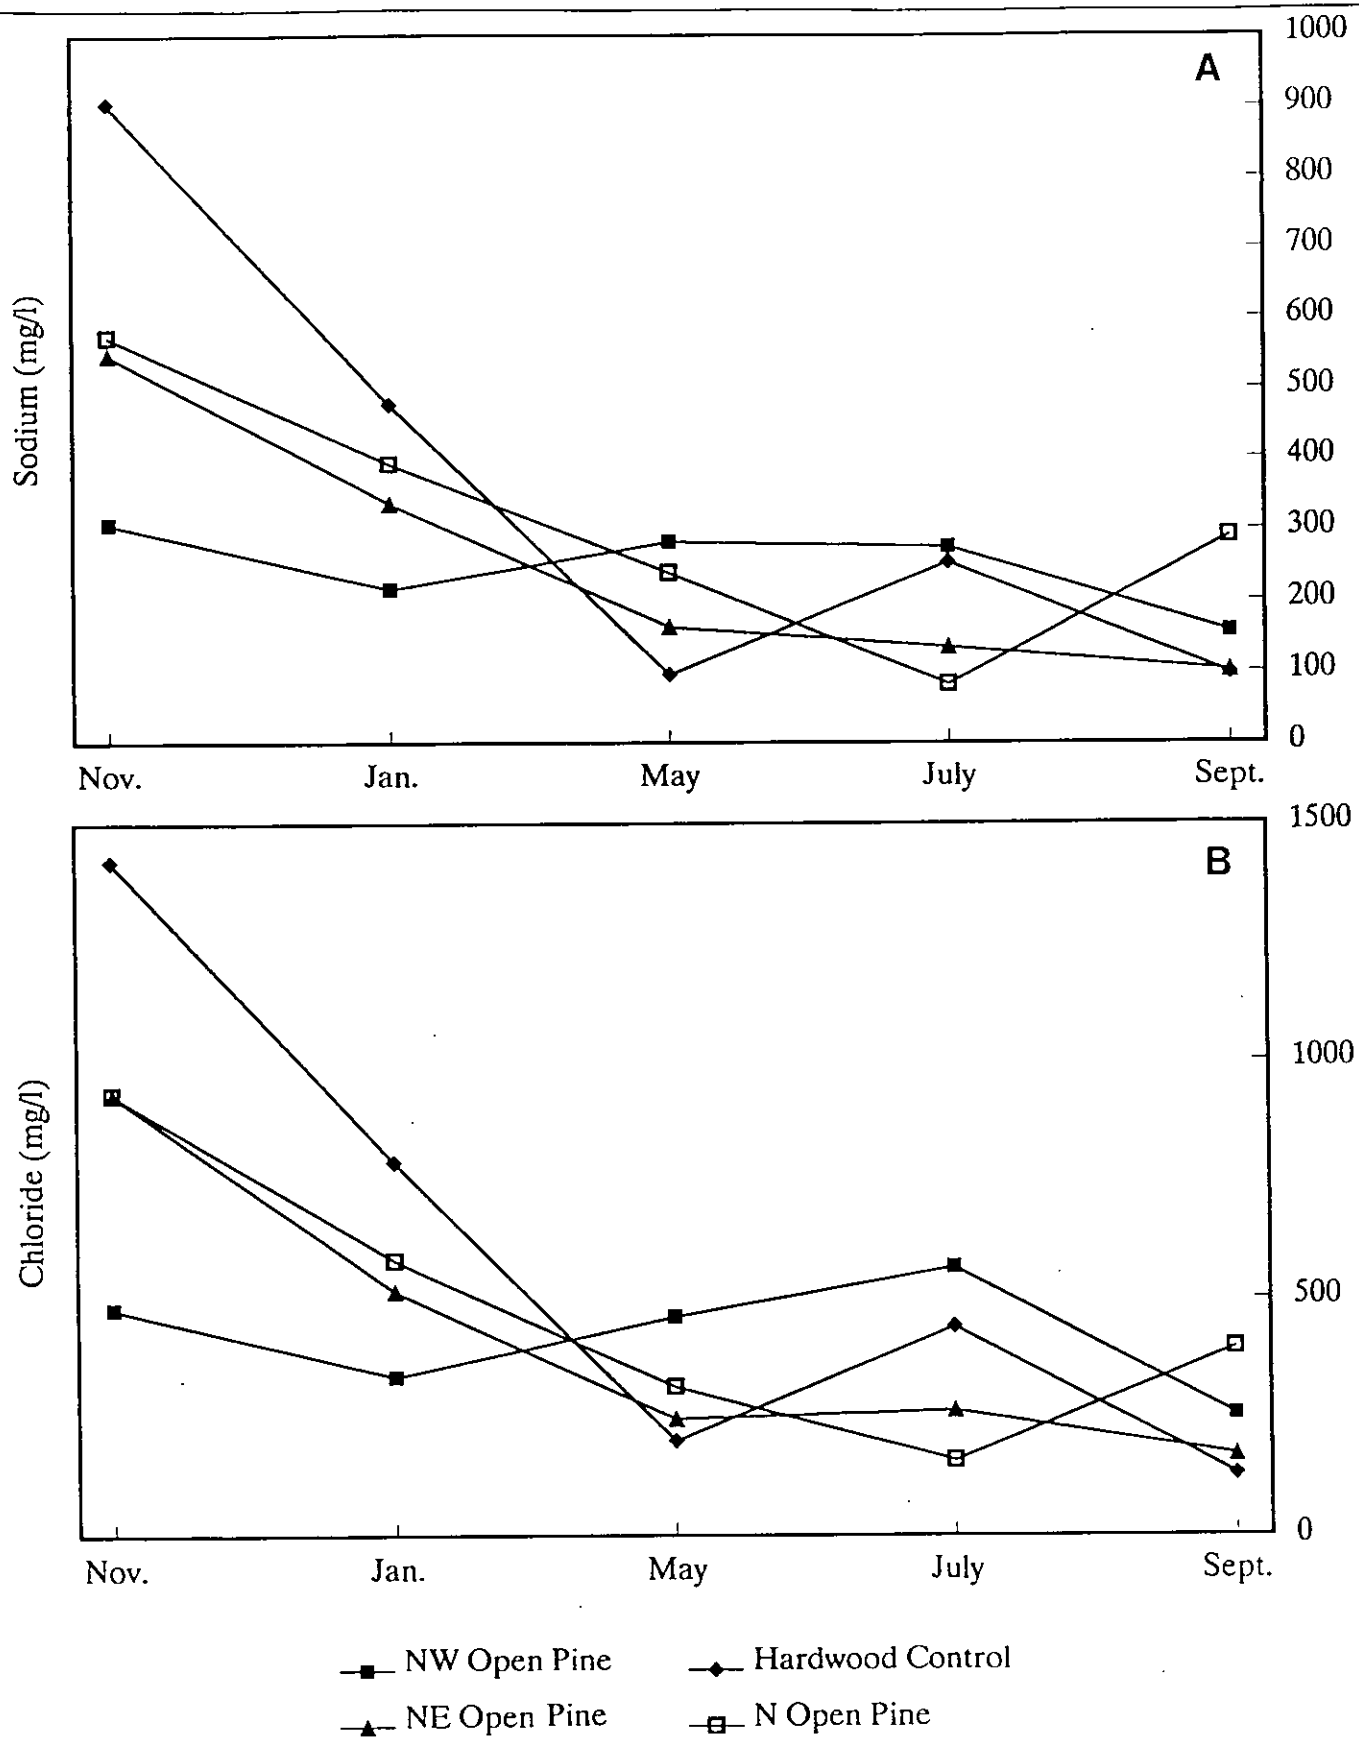 1000
A
900
800
700
600
500
400
300
200
100
0
Sodium (mg/l)
Nov. Jan. May July Sept.
1500
B
1000
500
0
Chloride (mg/l)
Nov. Jan. May July Sept.
NW Open Pine Hardwood Control
NE Open Pine N Open Pine